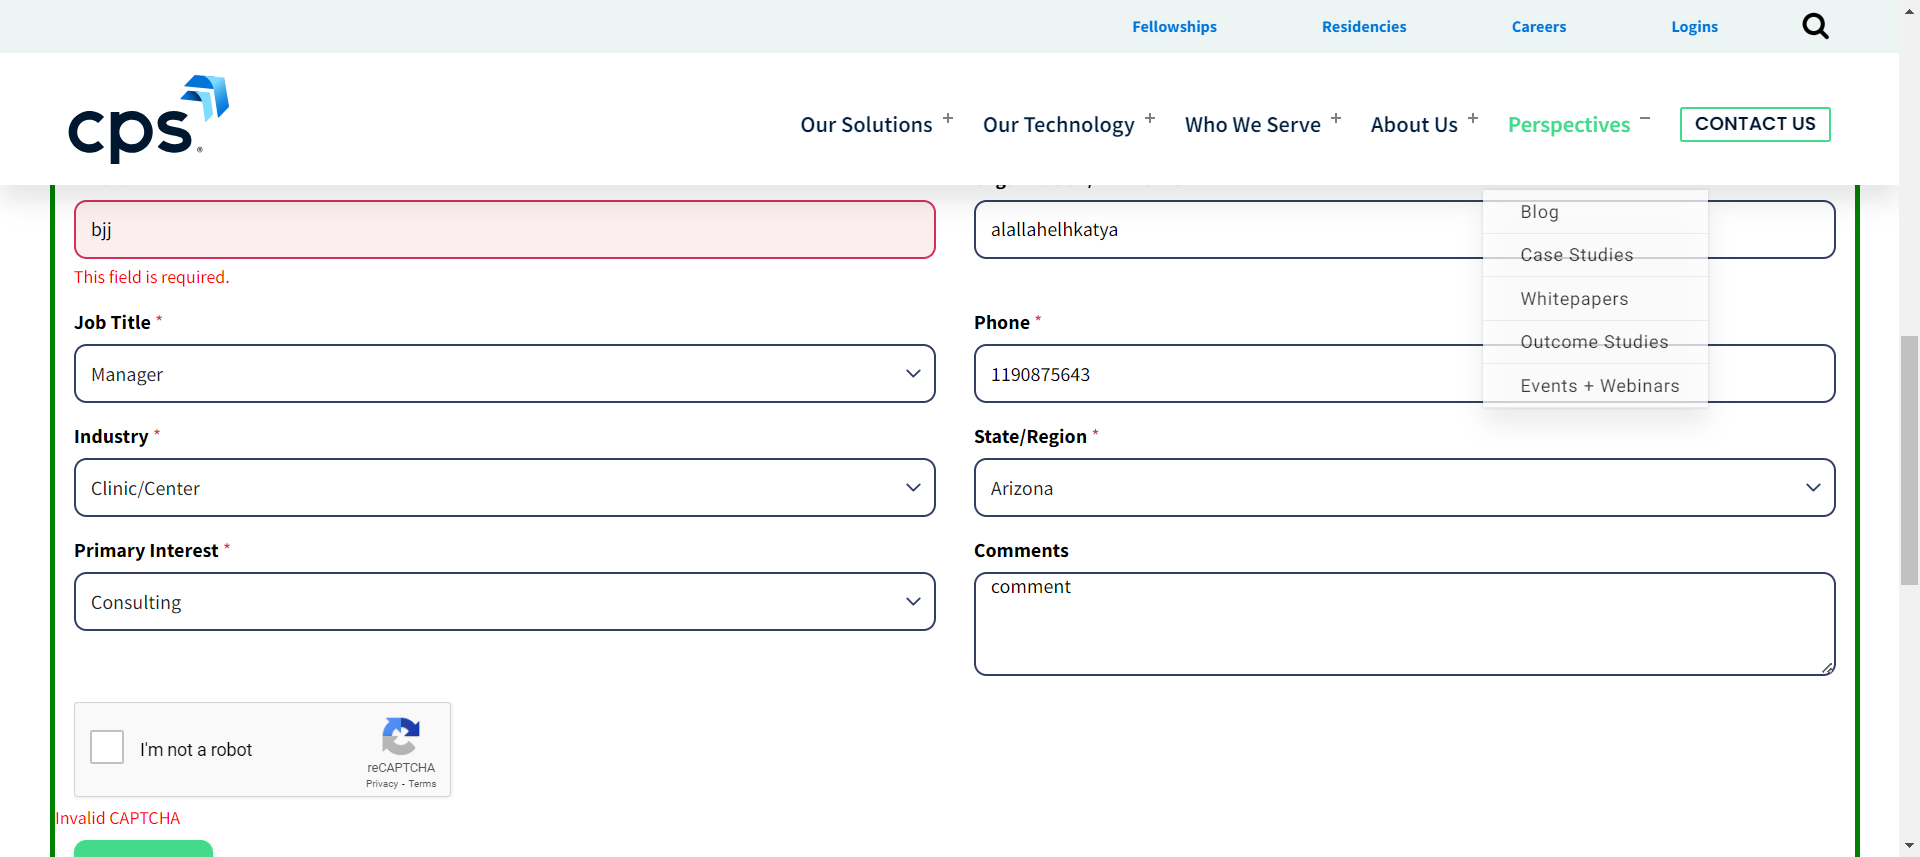 Fellowships Residencies Careers Logins
cps®
Our Solutions + Our Technology + Who We Serve + About Us + Perspectives − CONTACT US
bjj
This field is required.
alallahelhkatya
Blog
Case Studies
Whitepapers
Outcome Studies
Events + Webinars
Job Title *
Manager
Phone *
1190875643
Industry *
Clinic/Center
State/Region *
Arizona
Primary Interest *
Consulting
Comments
comment
I'm not a robot
reCAPTCHA
Privacy - Terms
Invalid CAPTCHA